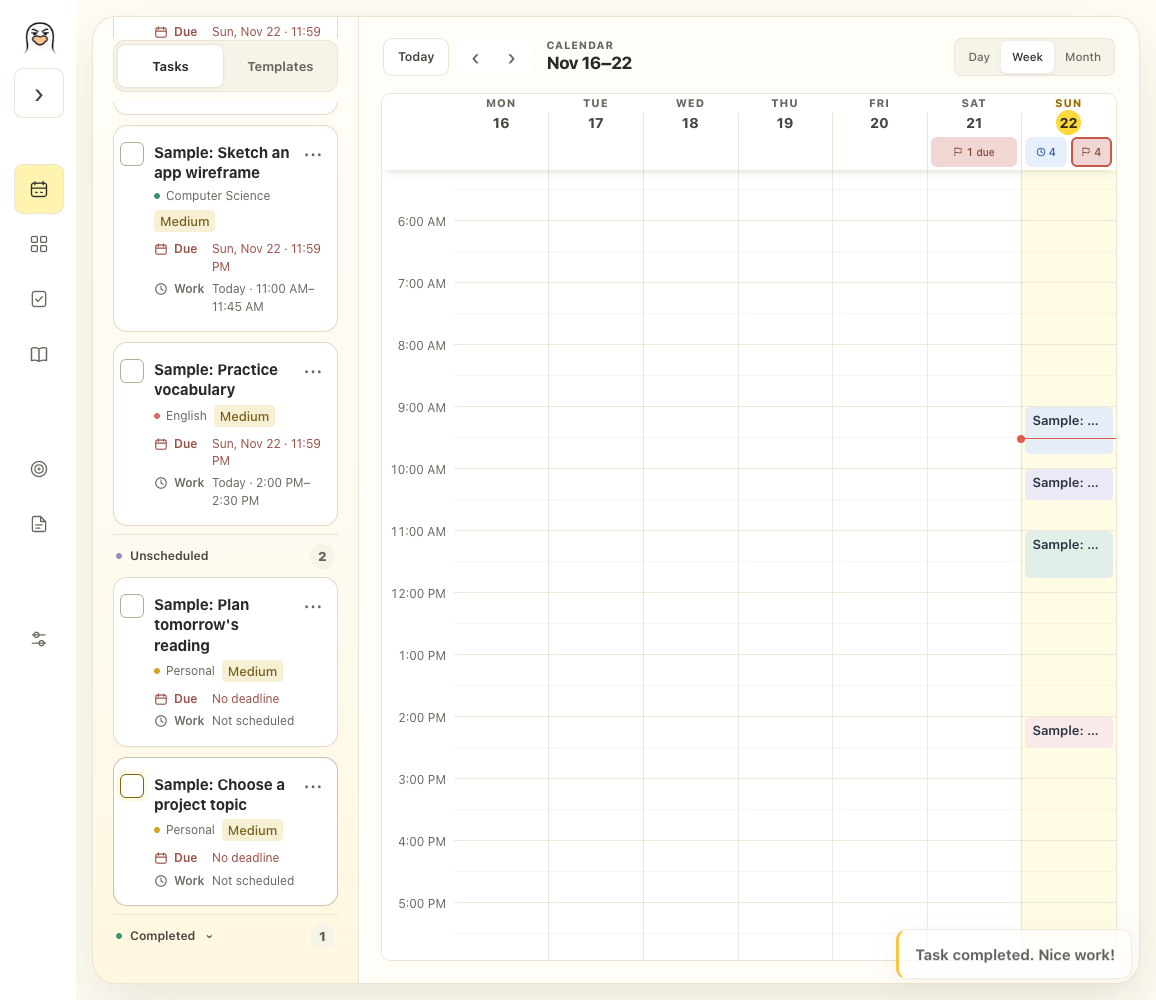 Due Sun, Nov 22 · 11:59
Tasks Templates
Sample: Sketch an
app wireframe
Computer Science
Medium
Due Sun, Nov 22 · 11:59
PM
Work Today · 11:00 AM–
11:45 AM
Sample: Practice
vocabulary
English Medium
Due Sun, Nov 22 · 11:59
PM
Work Today · 2:00 PM–
2:30 PM
Unscheduled 2
Sample: Plan
tomorrow's
reading
Personal Medium
Due No deadline
Work Not scheduled
Sample: Choose a
project topic
Personal Medium
Due No deadline
Work Not scheduled
Completed 1
Today
CALENDAR
Nov 16–22
Day Week Month
MON TUE WED THU FRI SAT SUN
16 17 18 19 20 21 22
1 due 4 4
6:00 AM
7:00 AM
8:00 AM
9:00 AM
Sample: ...
10:00 AM
Sample: ...
11:00 AM
Sample: ...
12:00 PM
1:00 PM
2:00 PM
Sample: ...
3:00 PM
4:00 PM
5:00 PM
Task completed. Nice work!